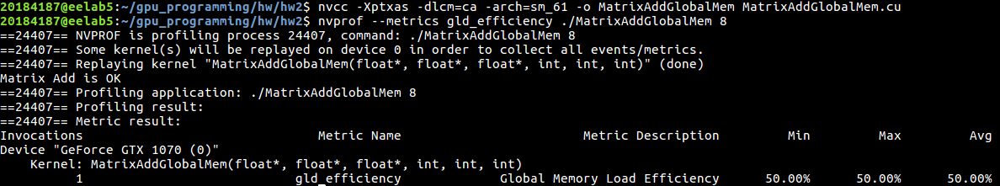 20184187@eelab5:~/gpu_programming/hw/hw2$ nvcc -Xptxas -dlcm=ca -arch=sm_61 -o MatrixAddGlobalMem MatrixAddGlobalMem.cu
20184187@eelab5:~/gpu_programming/hw/hw2$ nvprof --metrics gld_efficiency ./MatrixAddGlobalMem 8
==24407== NVPROF is profiling process 24407, command: ./MatrixAddGlobalMem 8
==24407== Some kernel(s) will be replayed on device 0 in order to collect all events/metrics.
==24407== Replaying kernel "MatrixAddGlobalMem(float*, float*, float*, int, int, int)" (done)
Matrix Add is OK
==24407== Profiling application: ./MatrixAddGlobalMem 8
==24407== Profiling result:
==24407== Metric result:
Invocations Metric Name Metric Description Min Max Avg
Device "GeForce GTX 1070 (0)"
Kernel: MatrixAddGlobalMem(float*, float*, float*, int, int, int)
1 gld_efficiency Global Memory Load Efficiency 50.00% 50.00% 50.00%